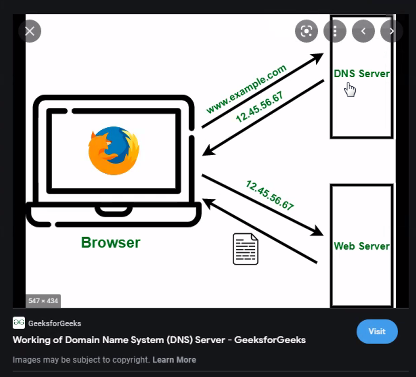 www.example.com
12.45.56.67
DNS Server
12.45.56.67
Browser
Web Server
547 × 434
GeeksforGeeks
Working of Domain Name System (DNS) Server - GeeksforGeeks
Visit
Images may be subject to copyright. Learn More